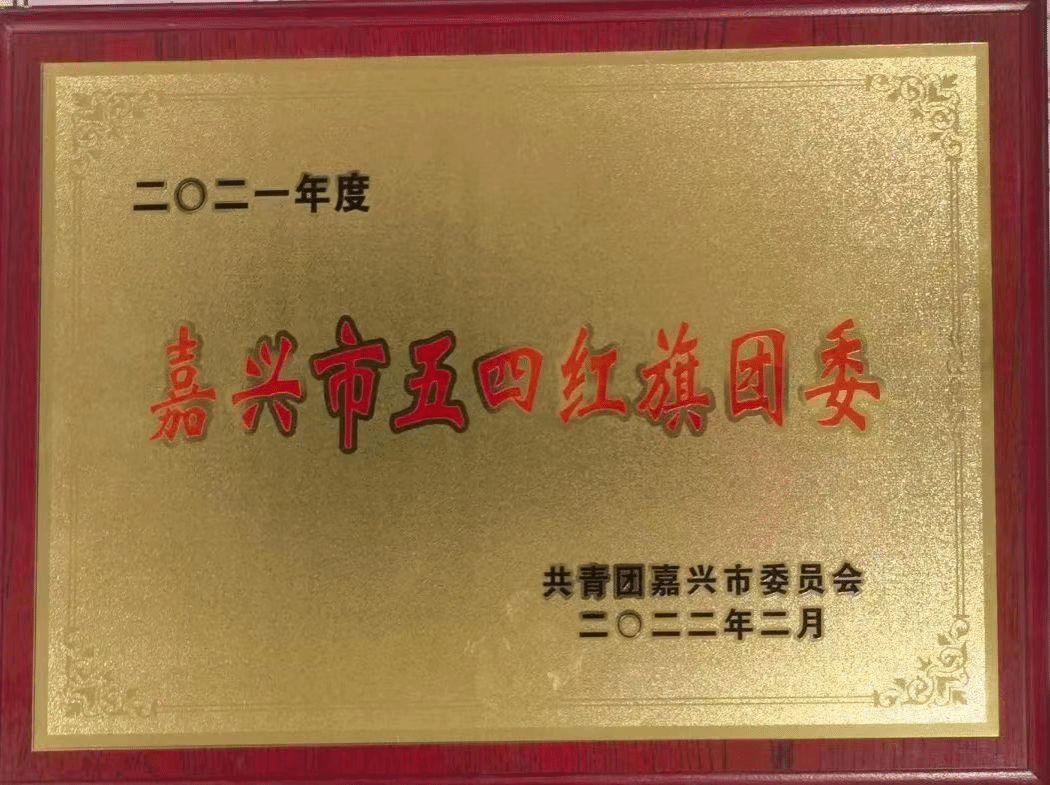 二〇二一年度
嘉兴市五四红旗团委
共青团嘉兴市委员会
二〇二二年二月